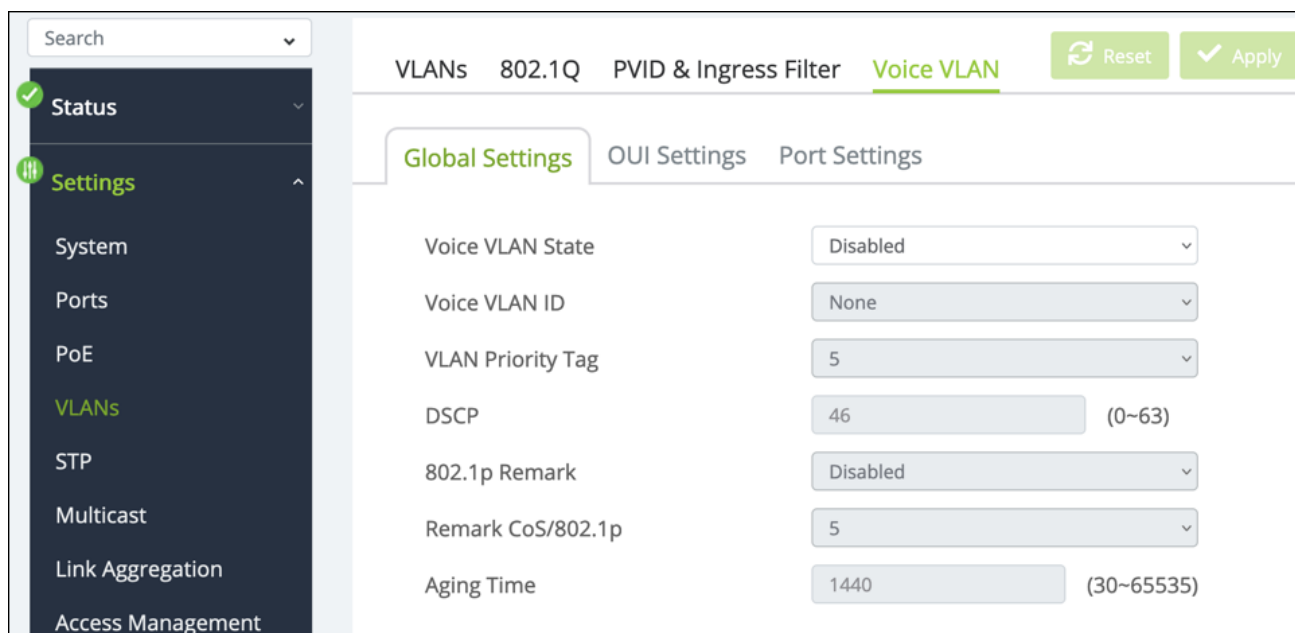 Search
Status
Settings
System
Ports
PoE
VLANs
STP
Multicast
Link Aggregation
Access Management
VLANs 802.1Q PVID & Ingress Filter Voice VLAN
Reset Apply
Global Settings OUI Settings Port Settings
Voice VLAN State Disabled
Voice VLAN ID None
VLAN Priority Tag 5
DSCP 46 (0~63)
802.1p Remark Disabled
Remark CoS/802.1p 5
Aging Time 1440 (30~65535)